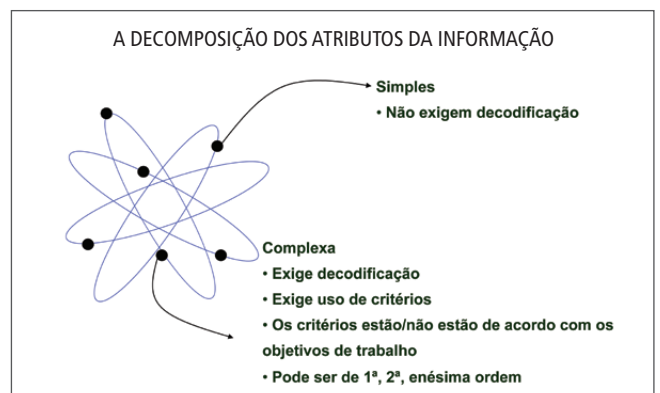 A DECOMPOSIÇÃO DOS ATRIBUTOS DA INFORMAÇÃO
Simples
• Não exigem decodificação
Complexa
• Exige decodificação
• Exige uso de critérios
• Os critérios estão/não estão de acordo com os
objetivos de trabalho
• Pode ser de 1ª, 2ª, enésima ordem